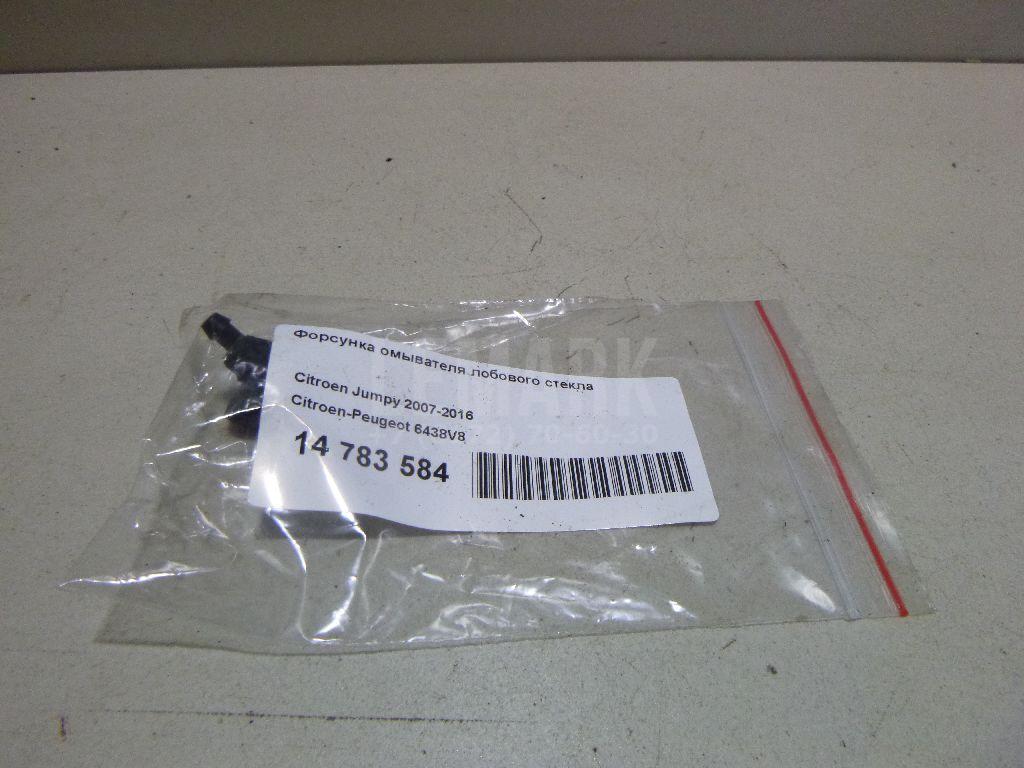 Форсунка омывателя лобового стекла
Citroen Jumpy 2007-2016
Citroen-Peugeot 6438V8
14 783 584